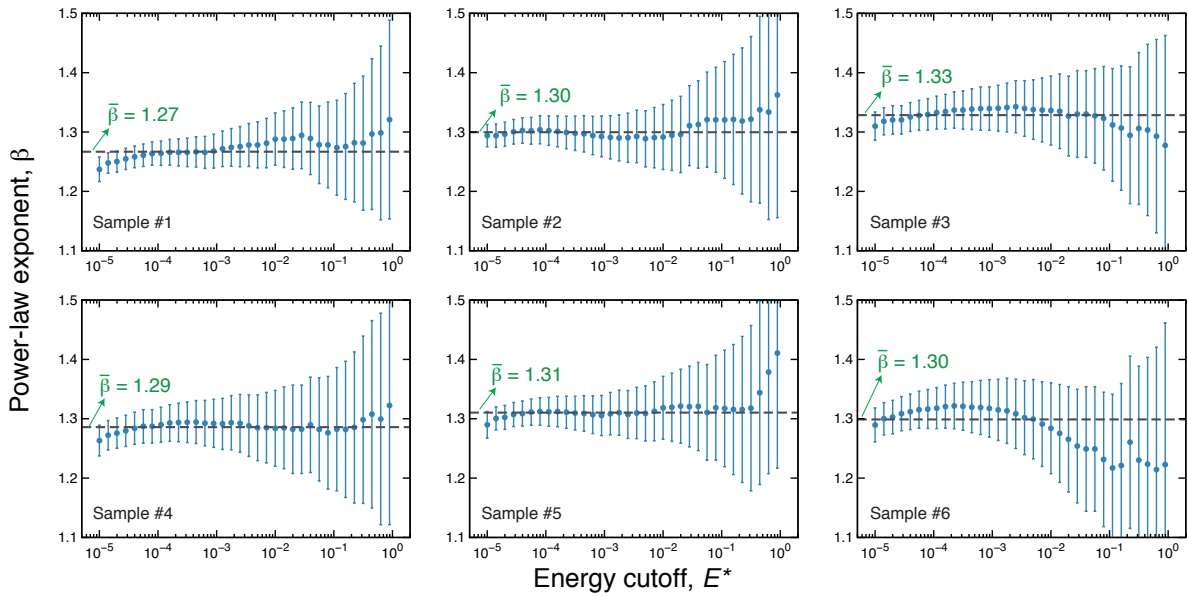 Power-law exponent, β
1.5
1.4
1.3
1.2
1.1
β̅ = 1.27
Sample #1
10⁻⁵ 10⁻⁴ 10⁻³ 10⁻² 10⁻¹ 10⁰
1.5
1.4
1.3
1.2
1.1
β̅ = 1.30
Sample #2
10⁻⁵ 10⁻⁴ 10⁻³ 10⁻² 10⁻¹ 10⁰
1.5
1.4
1.3
1.2
1.1
β̅ = 1.33
Sample #3
10⁻⁵ 10⁻⁴ 10⁻³ 10⁻² 10⁻¹ 10⁰
1.5
1.4
1.3
1.2
1.1
β̅ = 1.29
Sample #4
10⁻⁵ 10⁻⁴ 10⁻³ 10⁻² 10⁻¹ 10⁰
1.5
1.4
1.3
1.2
1.1
β̅ = 1.31
Sample #5
10⁻⁵ 10⁻⁴ 10⁻³ 10⁻² 10⁻¹ 10⁰
1.5
1.4
1.3
1.2
1.1
β̅ = 1.30
Sample #6
10⁻⁵ 10⁻⁴ 10⁻³ 10⁻² 10⁻¹ 10⁰
Energy cutoff, E*